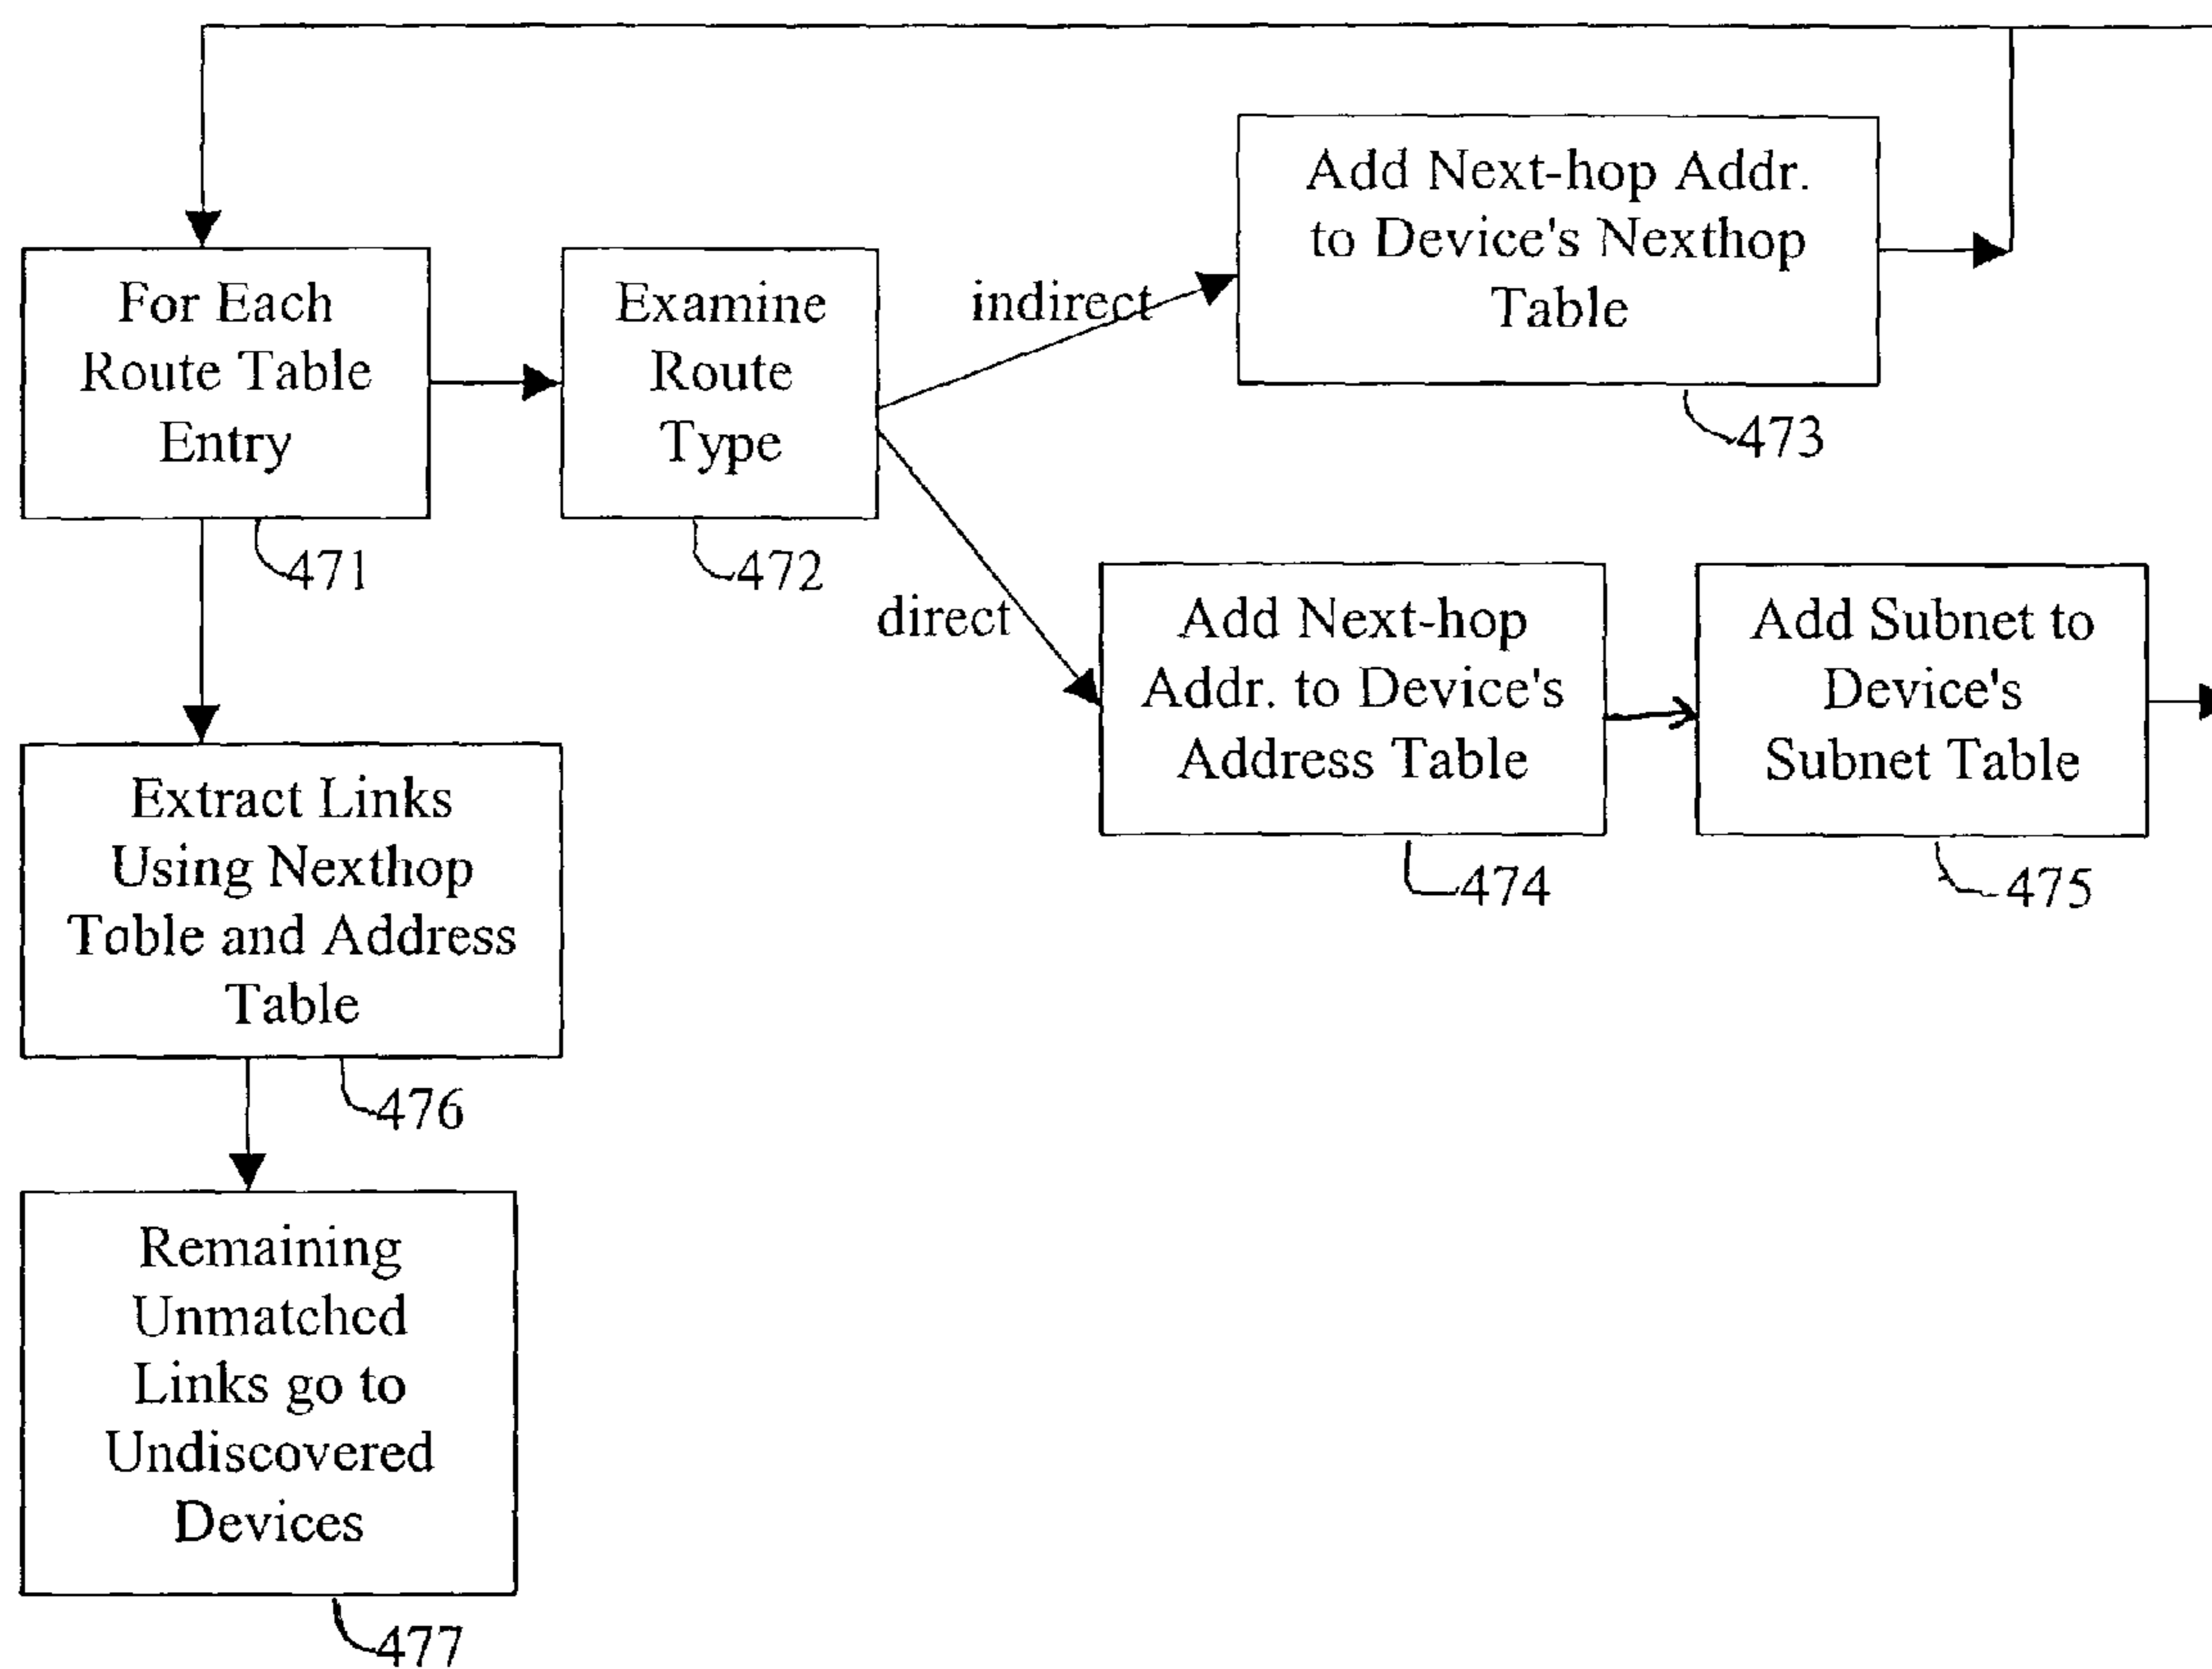 For Each
Route Table
Entry
471
Examine
Route
Type
472
indirect
Add Next-hop Addr.
to Device's Nexthop
Table
473
direct
Add Next-hop
Addr. to Device's
Address Table
474
Add Subnet to
Device's
Subnet Table
475
Extract Links
Using Nexthop
Table and Address
Table
476
Remaining
Unmatched
Links go to
Undiscovered
Devices
477